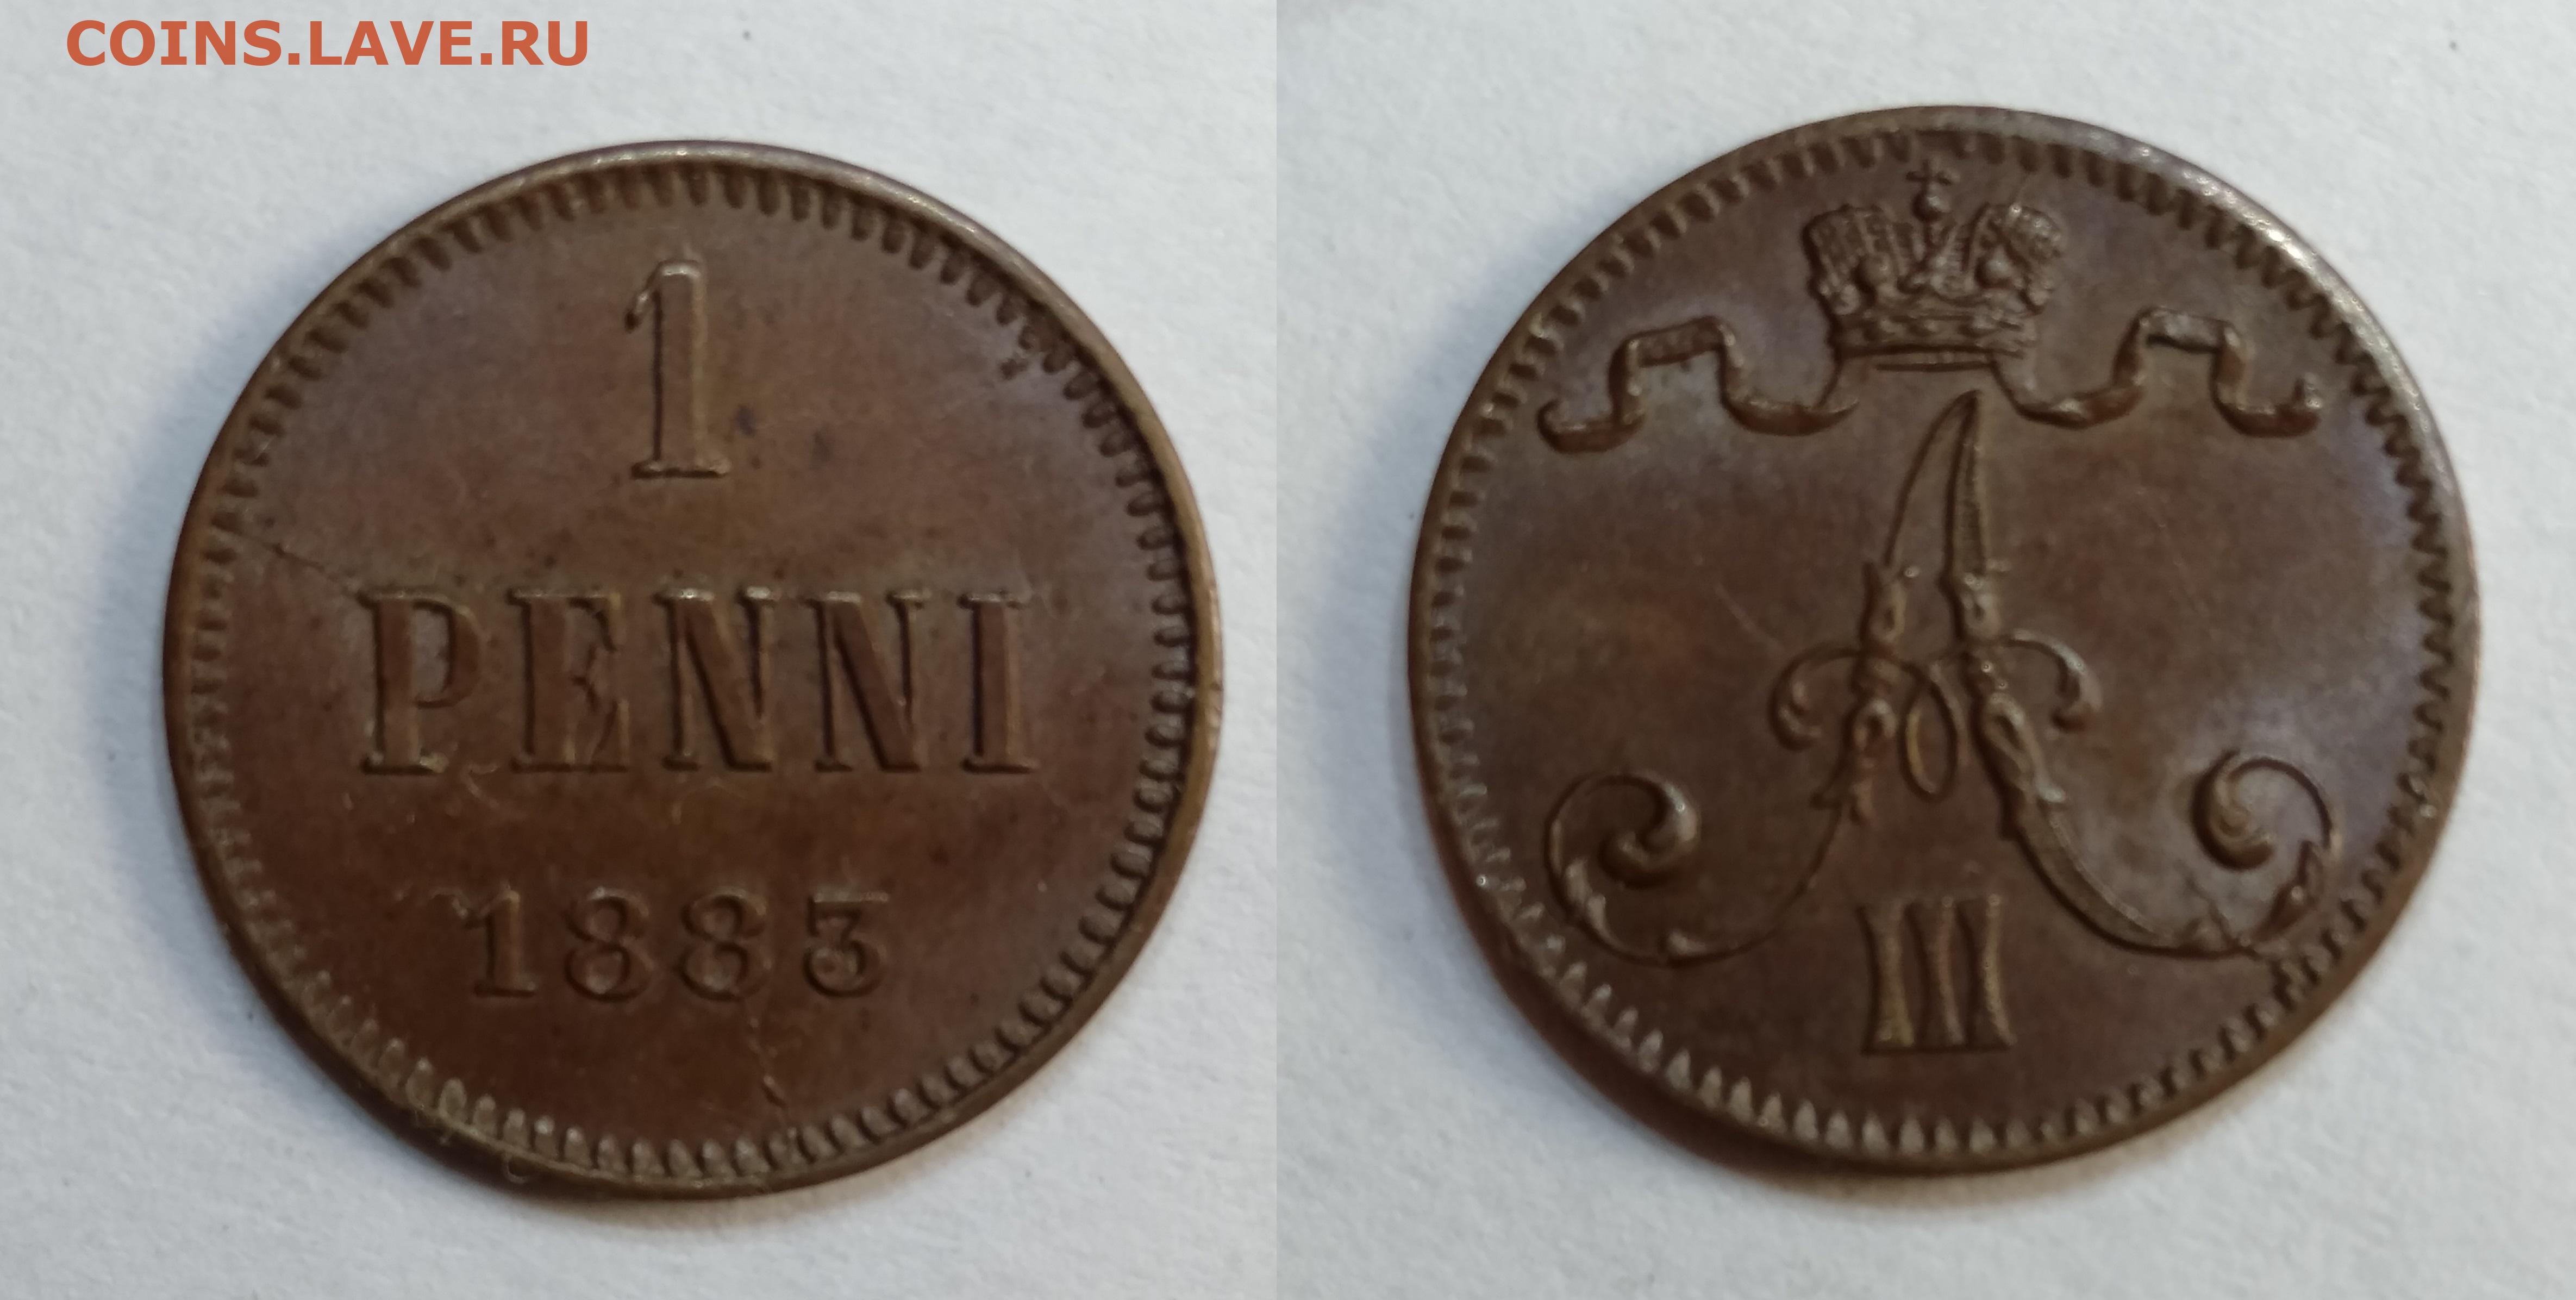 COINS.LAVE.RU
1
PENNI
1883
A
III